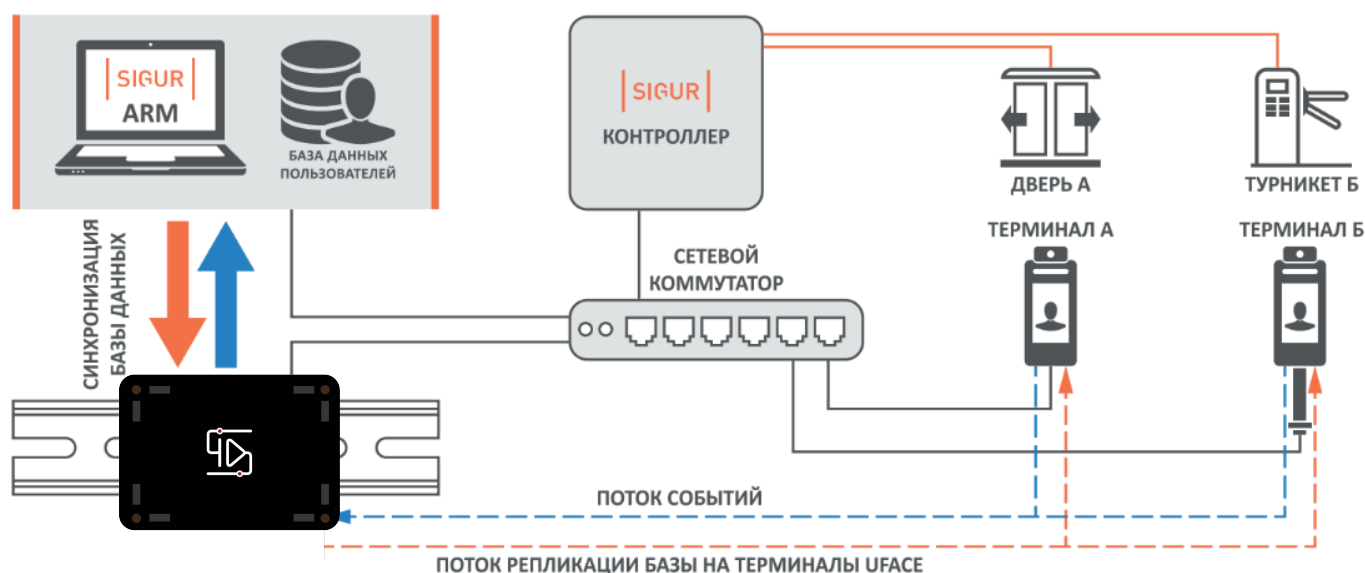 SIGUR
ARM
БАЗА ДАННЫХ
ПОЛЬЗОВАТЕЛЕЙ
SIGUR
КОНТРОЛЛЕР
ДВЕРЬ А
ТУРНИКЕТ Б
ТЕРМИНАЛ А
ТЕРМИНАЛ Б
СИНХРОНИЗАЦИЯ
БАЗЫ ДАННЫХ
СЕТЕВОЙ
КОММУТАТОР
ПОТОК СОБЫТИЙ
ПОТОК РЕПЛИКАЦИИ БАЗЫ НА ТЕРМИНАЛЫ UFACE